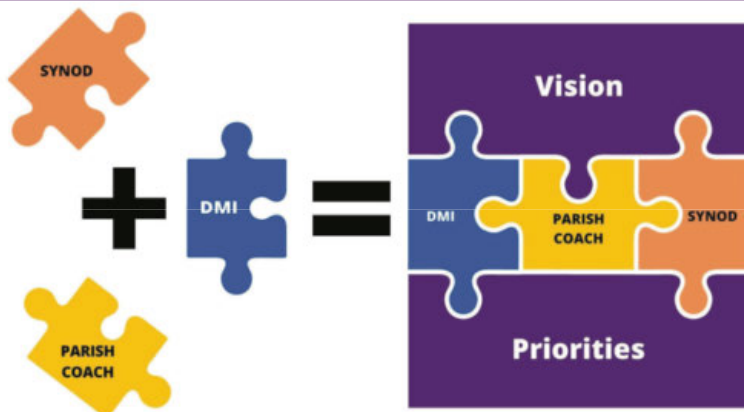 SYNOD
DMI
PARISH
COACH
Vision
DMI
PARISH
COACH
SYNOD
Priorities